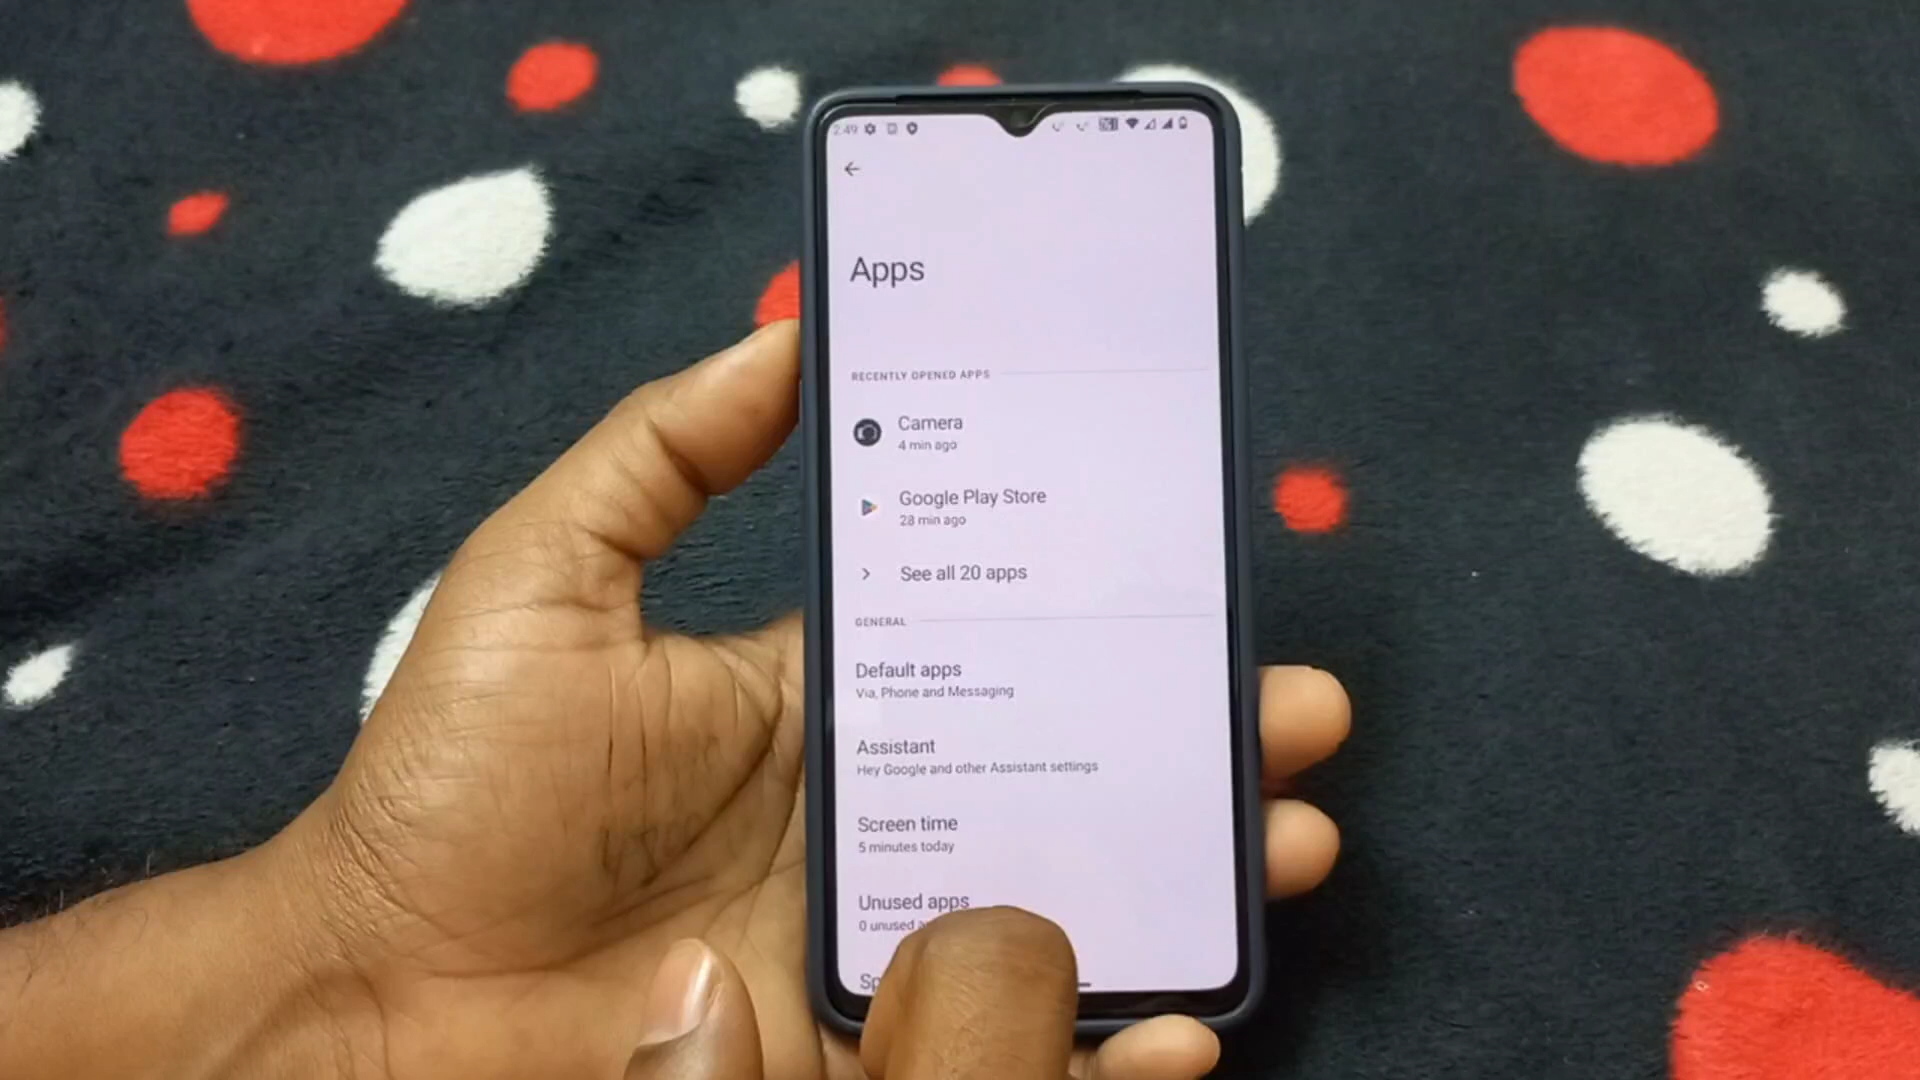 2:49
Apps
RECENTLY OPENED APPS
Camera
4 min ago
Google Play Store
28 min ago
See all 20 apps
GENERAL
Default apps
Via, Phone and Messaging
Assistant
Hey Google and other Assistant settings
Screen time
5 minutes today
Unused apps
0 unused